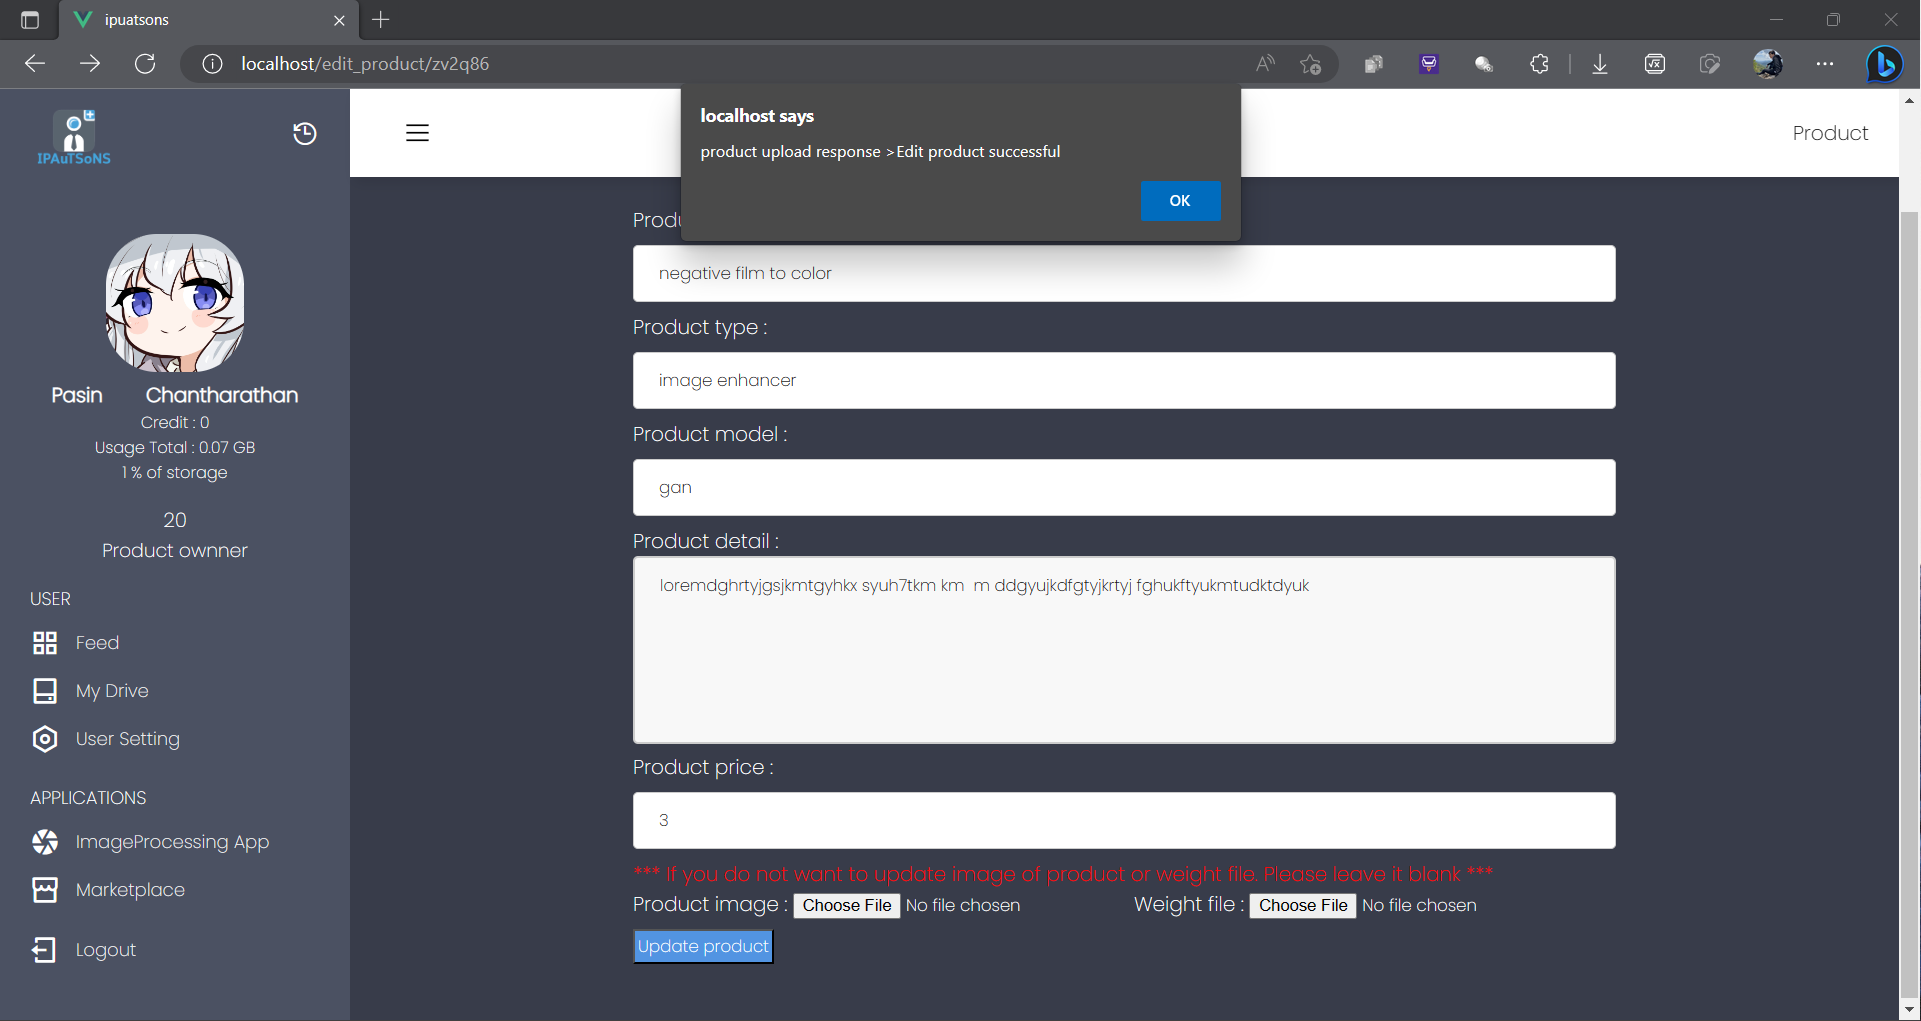 ipuatsons
localhost/edit_product/zv2q86
IPAuTSoNS
localhost says
product upload response >Edit product successful
OK
Product
negative film to color
Product type :
image enhancer
Product model :
gan
Product detail :
loremdghrtyjgsjkmtgyhkx syuh7tkm km  m ddgyujkdfgtyjkrtyj fghukftyukmtudktdyuk
Product price :
3
*** If you do not want to update image of product or weight file. Please leave it blank ***
Product image : Choose File No file chosen
Weight file : Choose File No file chosen
Update product
Pasin Chantharathan
Credit : 0
Usage Total : 0.07 GB
1 % of storage
20
Product ownner
USER
Feed
My Drive
User Setting
APPLICATIONS
ImageProcessing App
Marketplace
Logout